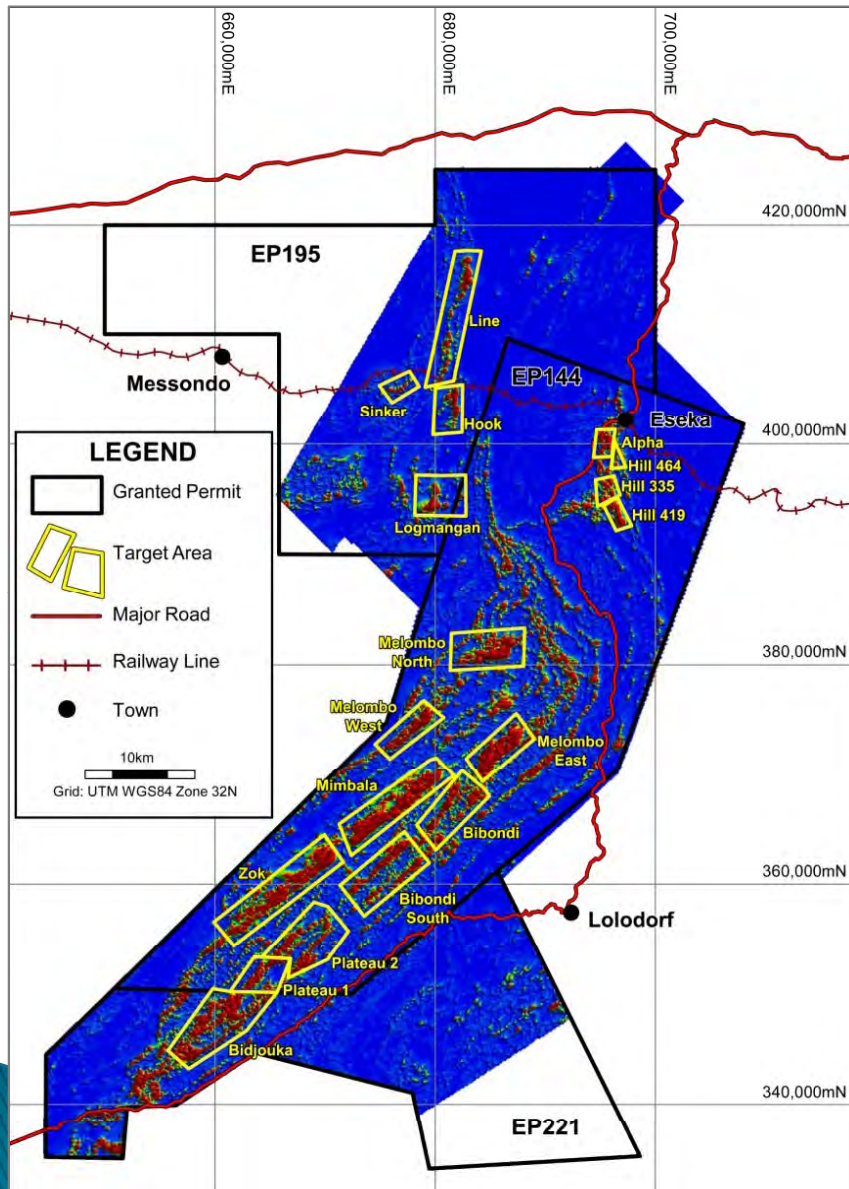 660,000mE
680,000mE
700,000mE
420,000mN
EP195
Line
Messondo
EP144
Sinker
Hook
Eseka
400,000mN
Alpha
Hill 464
Hill 335
Hill 419
Logmangan
LEGEND
Granted Permit
Target Area
Major Road
Railway Line
Town
10km
Grid: UTM WGS84 Zone 32N
Melombo
North
380,000mN
Melombo
West
Melombo
East
Mimbala
Bibondi
Zok
360,000mN
Bibondi
South
Lolodorf
Plateau 2
Plateau 1
Bidjouka
340,000mN
EP221